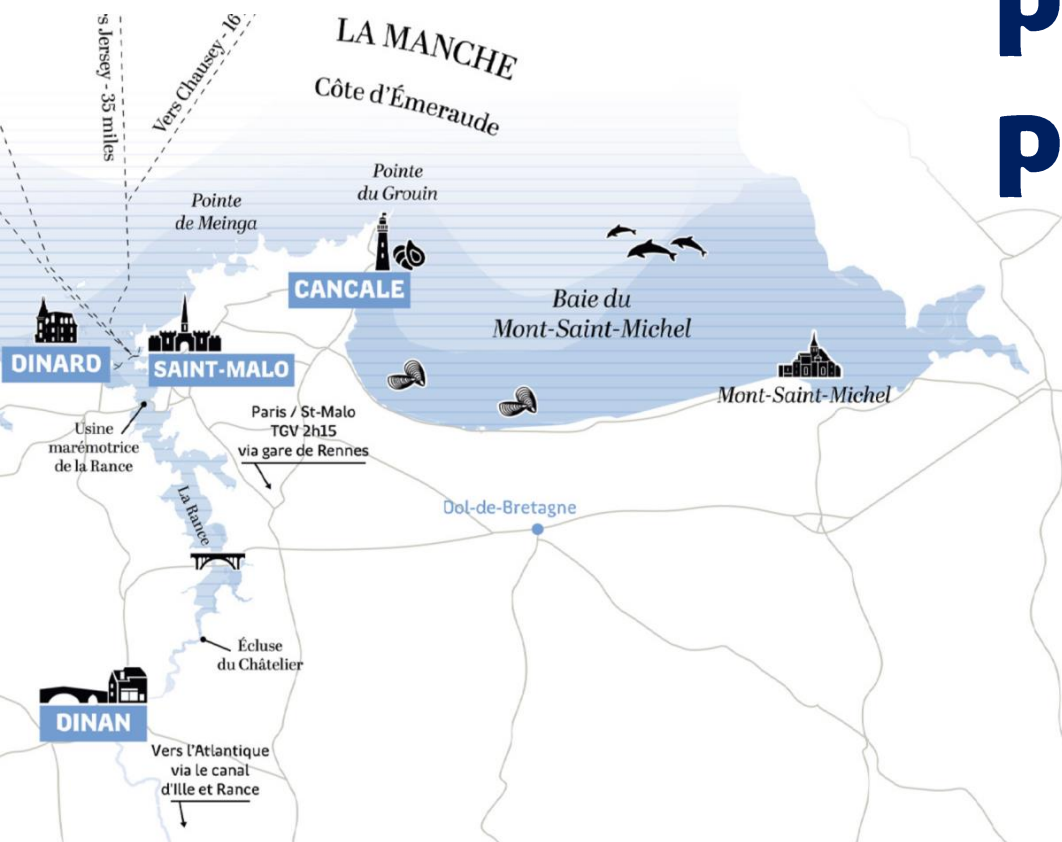 LA MANCHE
Côte d'Émeraude
s Jersey - 35 miles
Vers Chausey - 16
P
P
Pointe
du Grouin
Pointe
de Meinga
CANCALE
Baie du
Mont-Saint-Michel
DINARD
SAINT-MALO
Mont-Saint-Michel
Paris / St-Malo
TGV 2h15
via gare de Rennes
Usine
marémotrice
de la Rance
La Rance
Dol-de-Bretagne
Écluse
du Châtelier
DINAN
Vers l'Atlantique
via le canal
d'Ille et Rance